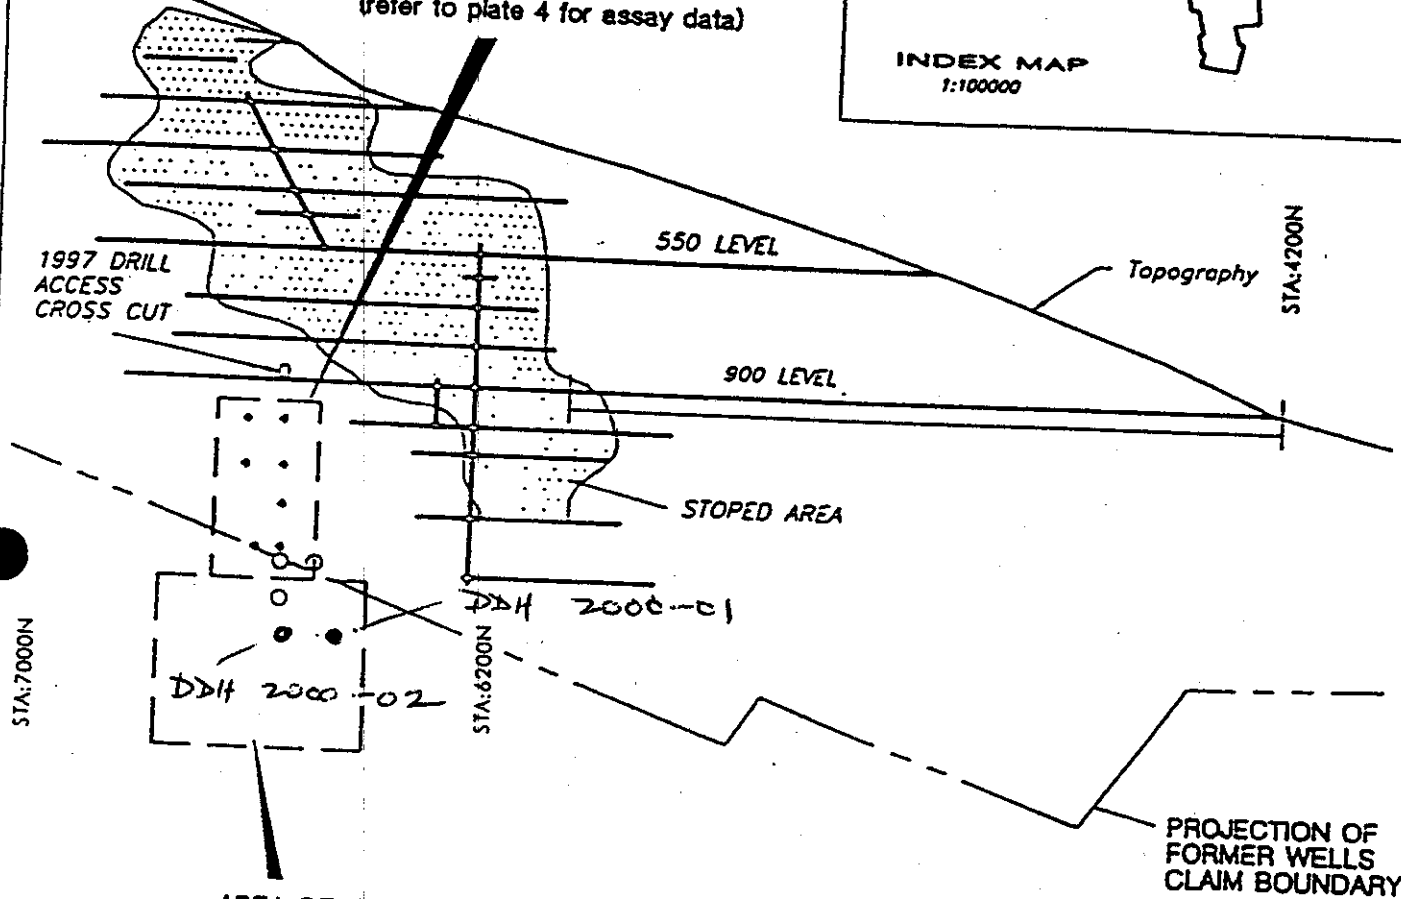 (refer to plate 4 for assay data)
INDEX MAP
1:100000
550 LEVEL
Topography
STA:4200N
1997 DRILL
ACCESS
CROSS CUT
900 LEVEL
STOPED AREA
DDH 2000-01
STA:7000N
STA:6200N
DDH 2000-02
PROJECTION OF
FORMER WELLS
CLAIM BOUNDARY